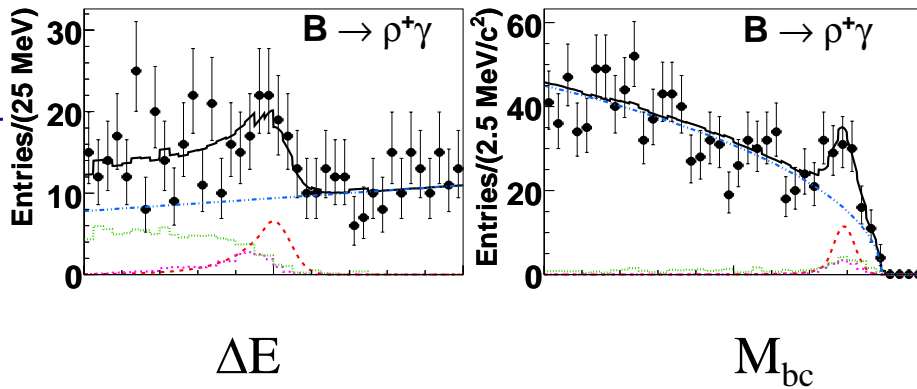 Entries/(25 MeV)
30
20
10
0
B → ρ⁺γ
ΔE
Entries/(2.5 MeV/c²)
60
40
20
0
B → ρ⁺γ
M_bc